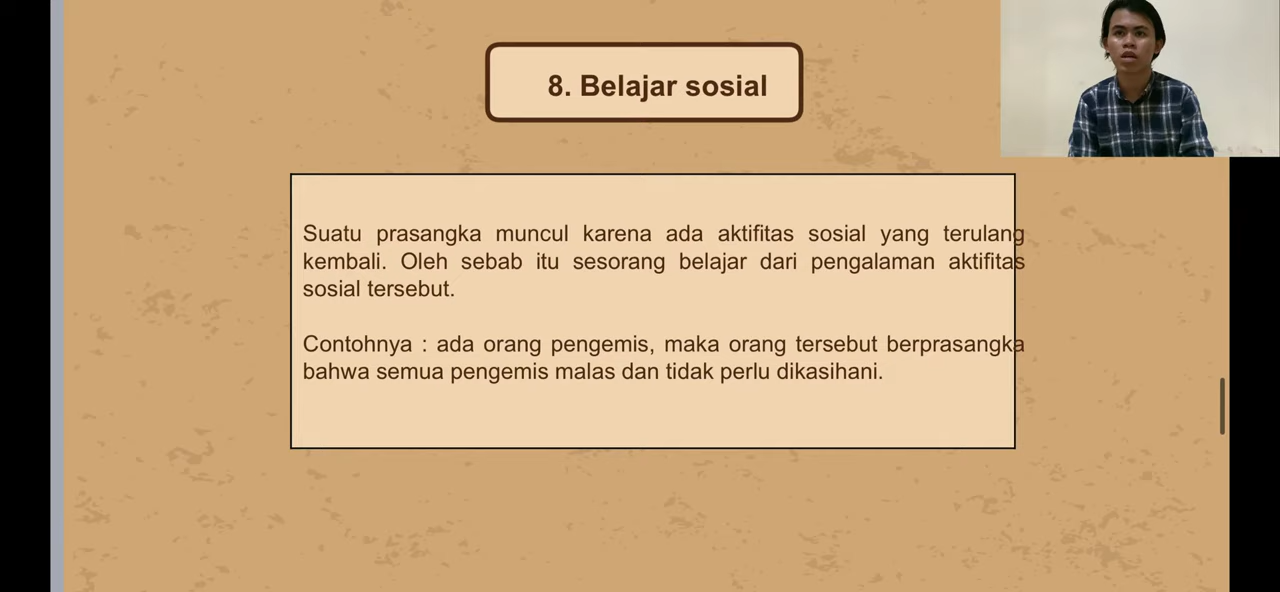 8. Belajar sosial
Suatu prasangka muncul karena ada aktifitas sosial yang terulang
kembali. Oleh sebab itu sesorang belajar dari pengalaman aktifitas
sosial tersebut.
Contohnya : ada orang pengemis, maka orang tersebut berprasangka
bahwa semua pengemis malas dan tidak perlu dikasihani.